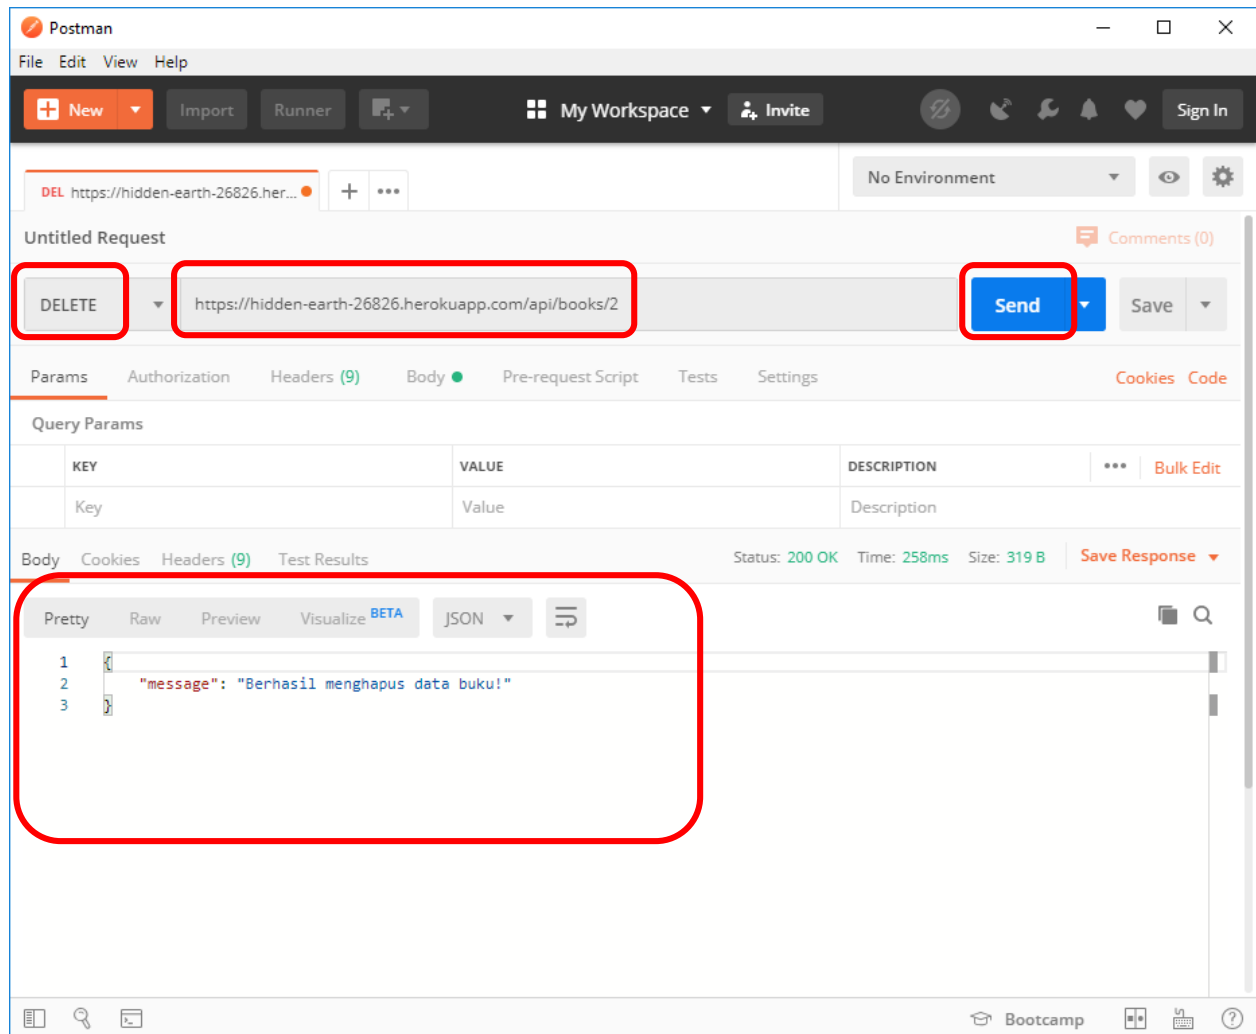 Postman
File Edit View Help
New Import Runner My Workspace Invite Sign In
DEL https://hidden-earth-26826.her... No Environment
Untitled Request Comments (0)
DELETE https://hidden-earth-26826.herokuapp.com/api/books/2 Send Save
Params Authorization Headers (9) Body Pre-request Script Tests Settings Cookies Code
Query Params
KEY VALUE DESCRIPTION Bulk Edit
Key Value Description
Body Cookies Headers (9) Test Results Status: 200 OK Time: 258ms Size: 319 B Save Response
Pretty Raw Preview Visualize BETA JSON
1 {
2 "message": "Berhasil menghapus data buku!"
3 }
Bootcamp